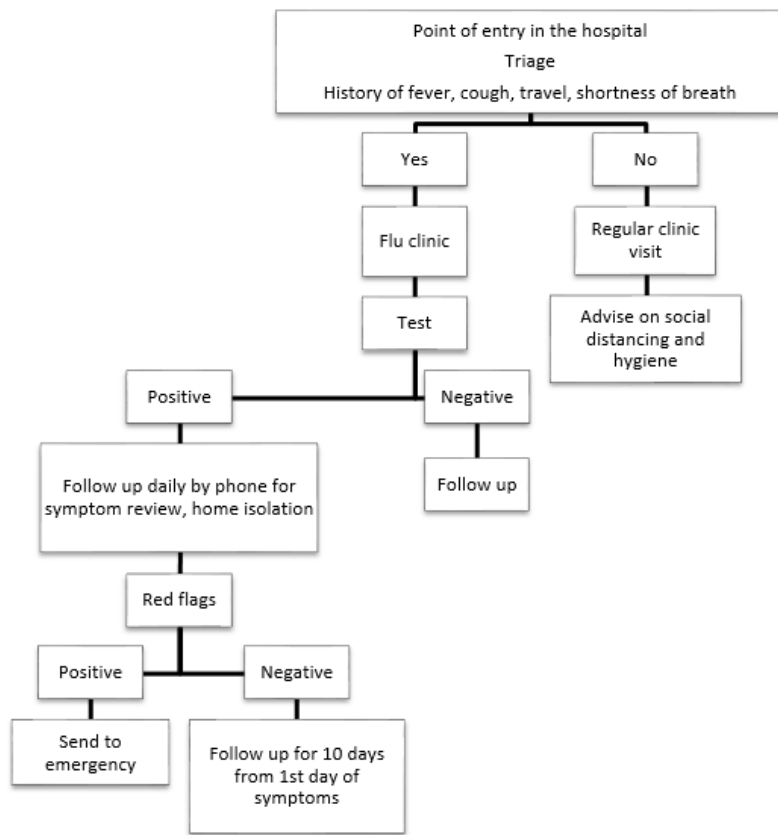 Point of entry in the hospital
Triage
History of fever, cough, travel, shortness of breath
Yes
No
Flu clinic
Regular clinic
visit
Test
Advise on social
distancing and
hygiene
Positive
Negative
Follow up daily by phone for
symptom review, home isolation
Follow up
Red flags
Positive
Negative
Send to
emergency
Follow up for 10 days
from 1st day of
symptoms